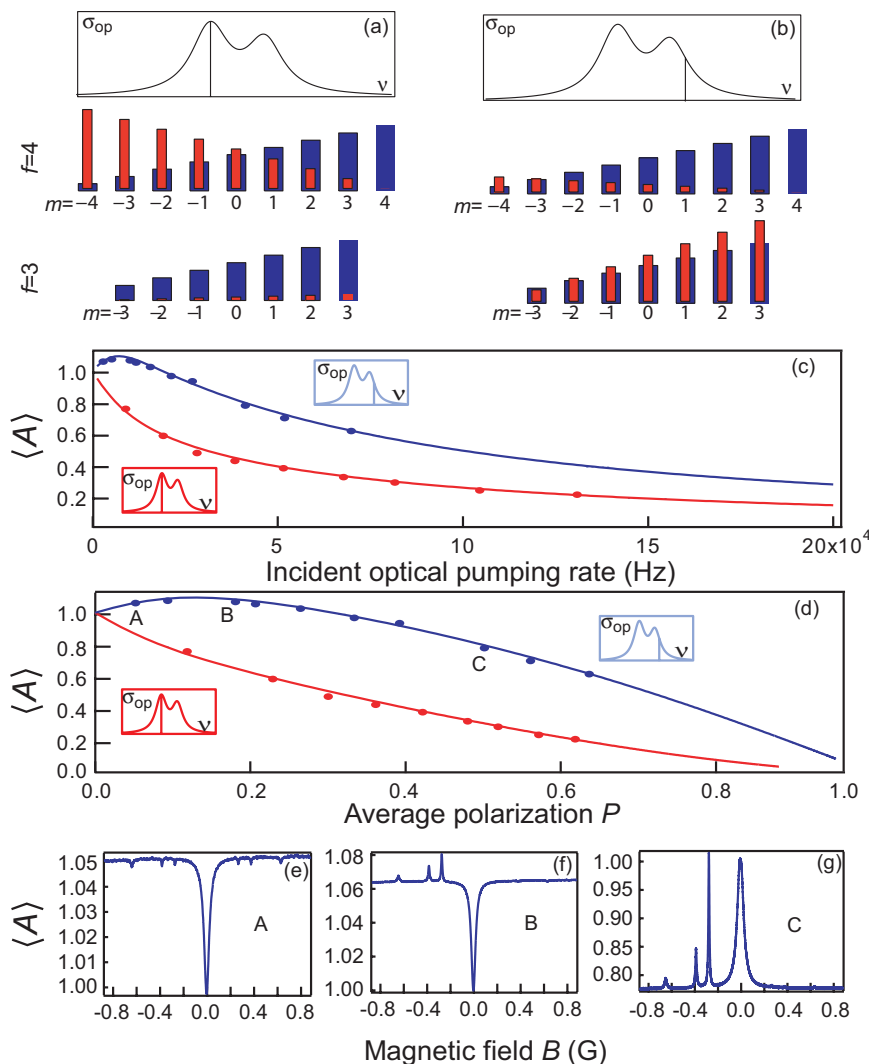 σop (a)
ν
σop (b)
ν
f=4
m= −4 −3 −2 −1 0 1 2 3 4
m= −4 −3 −2 −1 0 1 2 3 4
f=3
m= −3 −2 −1 0 1 2 3
m= −3 −2 −1 0 1 2 3
(c)
⟨A⟩
1.0
0.8
0.6
0.4
0.2
σop
ν
σop
ν
0 5 10 15 20x10⁴
Incident optical pumping rate (Hz)
(d)
⟨A⟩
1.0
0.8
0.6
0.4
0.2
0.0
A B C
σop
ν
σop
ν
0.0 0.2 0.4 0.6 0.8 1.0
Average polarization P
⟨A⟩
(e)
1.05
1.04
1.03
1.02
1.01
1.00
A
-0.8 -0.4 0.0 0.4 0.8
(f)
1.08
1.06
1.04
1.02
1.00
B
-0.8 -0.4 0.0 0.4 0.8
(g)
1.00
0.95
0.90
0.85
0.80
C
-0.8 -0.4 0.0 0.4 0.8
Magnetic field B (G)